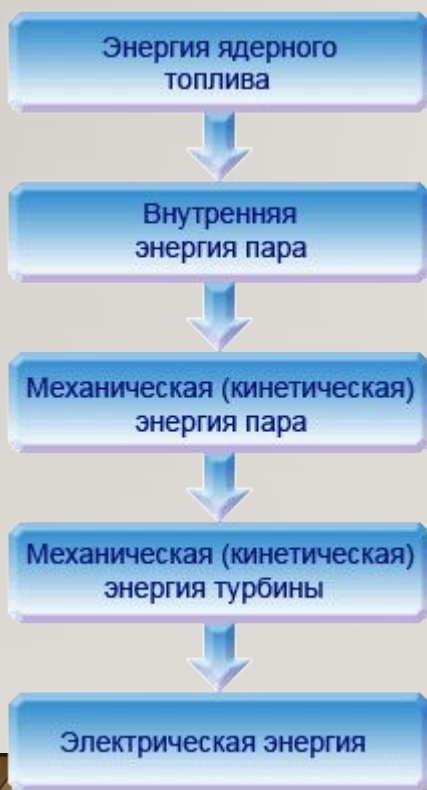 Энергия ядерного
топлива
Внутренняя
энергия пара
Механическая (кинетическая)
энергия пара
Механическая (кинетическая)
энергия турбины
Электрическая энергия